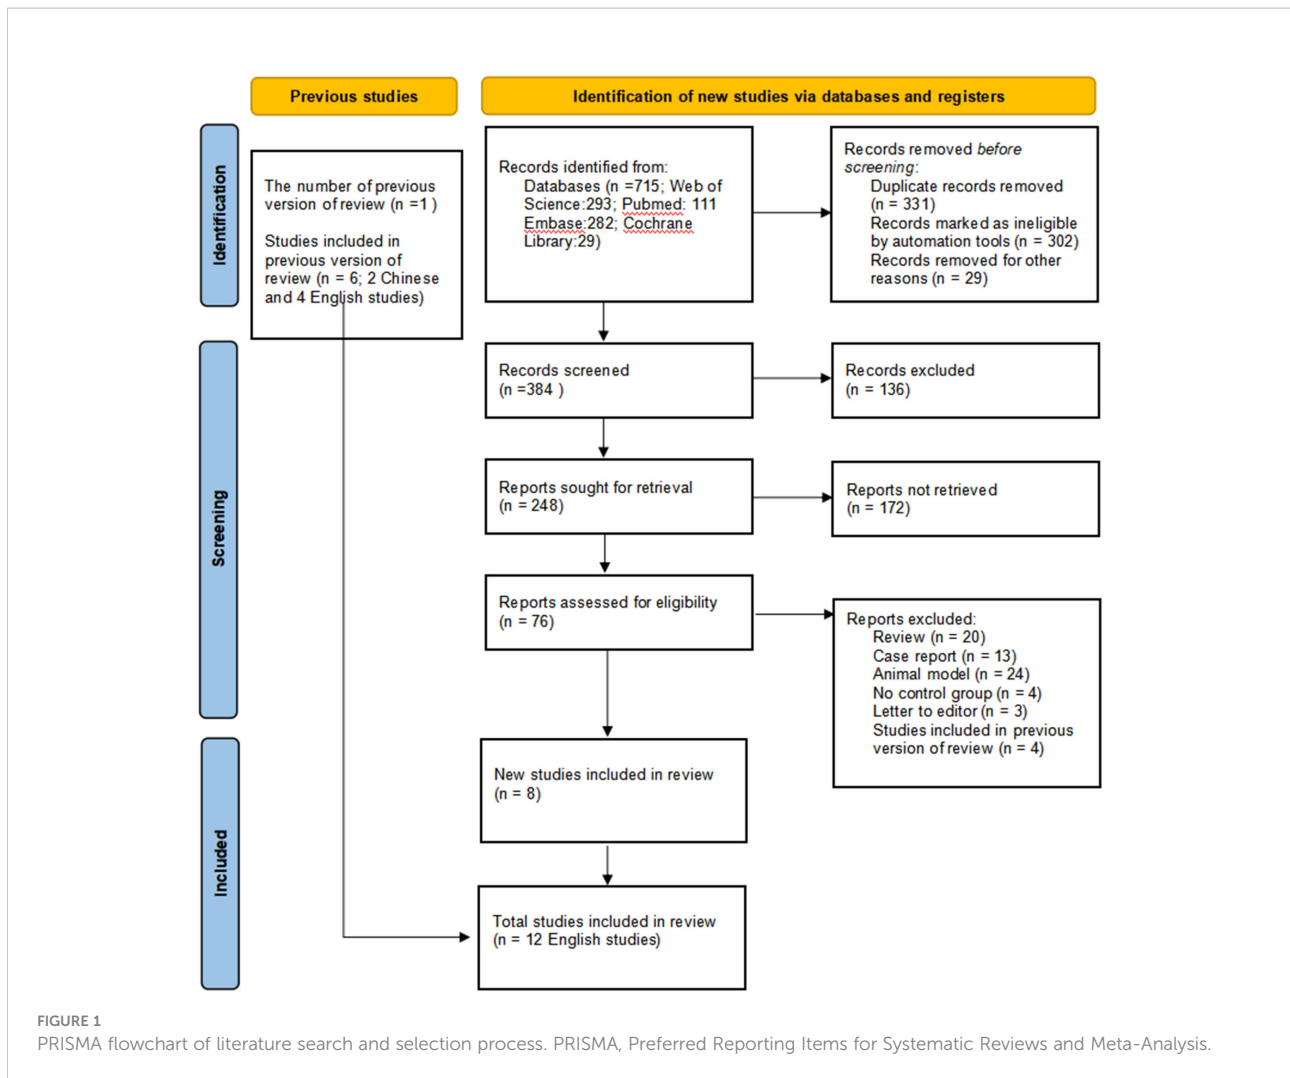 Previous studies
Identification of new studies via databases and registers
Identification
The number of previous
version of review (n =1 )
Studies included in
previous version of
review (n = 6; 2 Chinese
and 4 English studies)
Records identified from:
Databases (n =715; Web of
Science:293; Pubmed: 111
Embase:282; Cochrane
Library:29)
Records removed before
screening:
Duplicate records removed
(n = 331)
Records marked as ineligible
by automation tools (n = 302)
Records removed for other
reasons (n = 29)
Screening
Records screened
(n =384 )
Records excluded
(n = 136)
Reports sought for retrieval
(n = 248)
Reports not retrieved
(n = 172)
Reports assessed for eligibility
(n = 76)
Reports excluded:
Review (n = 20)
Case report (n = 13)
Animal model (n = 24)
No control group (n = 4)
Letter to editor (n = 3)
Studies included in previous
version of review (n = 4)
Included
New studies included in review
(n = 8)
Total studies included in review
(n = 12 English studies)
FIGURE 1
PRISMA flowchart of literature search and selection process. PRISMA, Preferred Reporting Items for Systematic Reviews and Meta-Analysis.